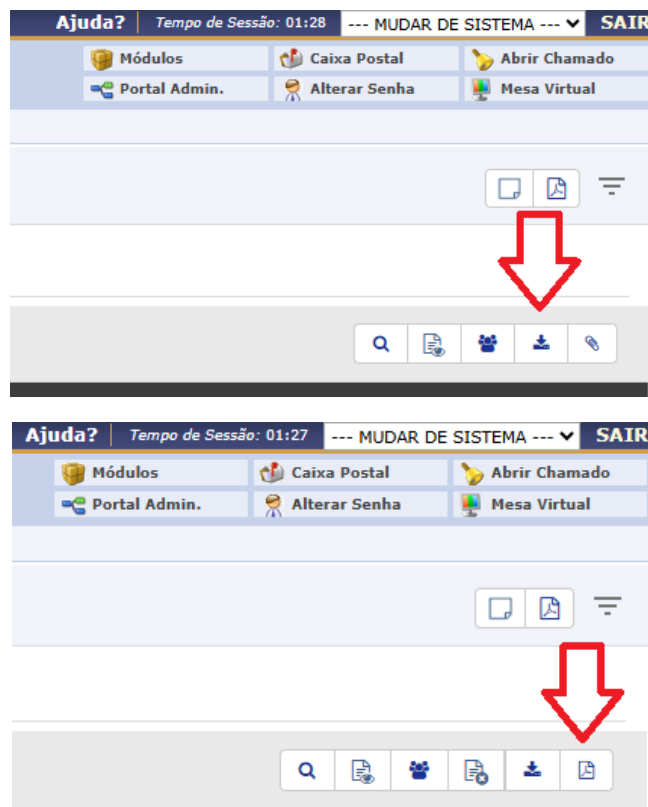 Ajuda? Tempo de Sessão: 01:28 --- MUDAR DE SISTEMA --- SAIR
Módulos Caixa Postal Abrir Chamado
Portal Admin. Alterar Senha Mesa Virtual
Ajuda? Tempo de Sessão: 01:27 --- MUDAR DE SISTEMA --- SAIR
Módulos Caixa Postal Abrir Chamado
Portal Admin. Alterar Senha Mesa Virtual